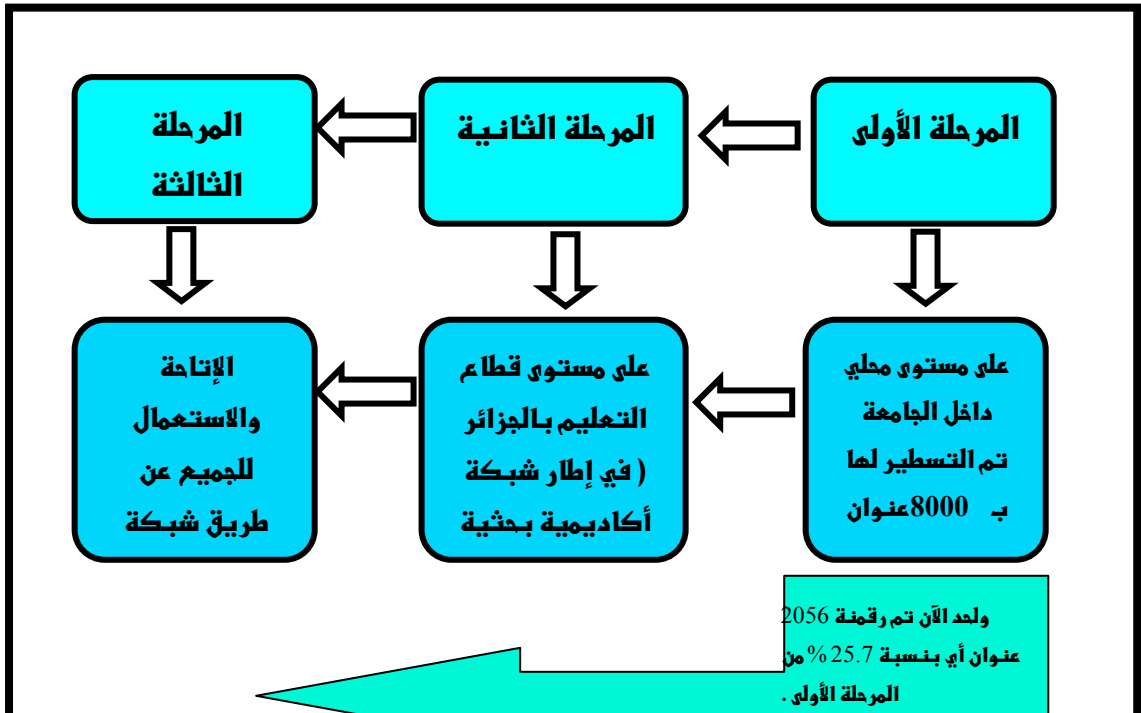 المرحلة الأولى
المرحلة الثانية
المرحلة
الثالثة
على مستوى محلي
داخل الجامعة
تم التسطير لها
ب 8000عنوان
على مستوى قطاع
التعليم بالجزائر
( في إطار شبكة
أكاديمية بحثية
الإتاحة
والاستعمال
للجميع عن
طريق شبكة
ولحد الآن تم رقمنة 2056
عنوان أي بنسبة 25.7 %من
المرحلة الأولى .